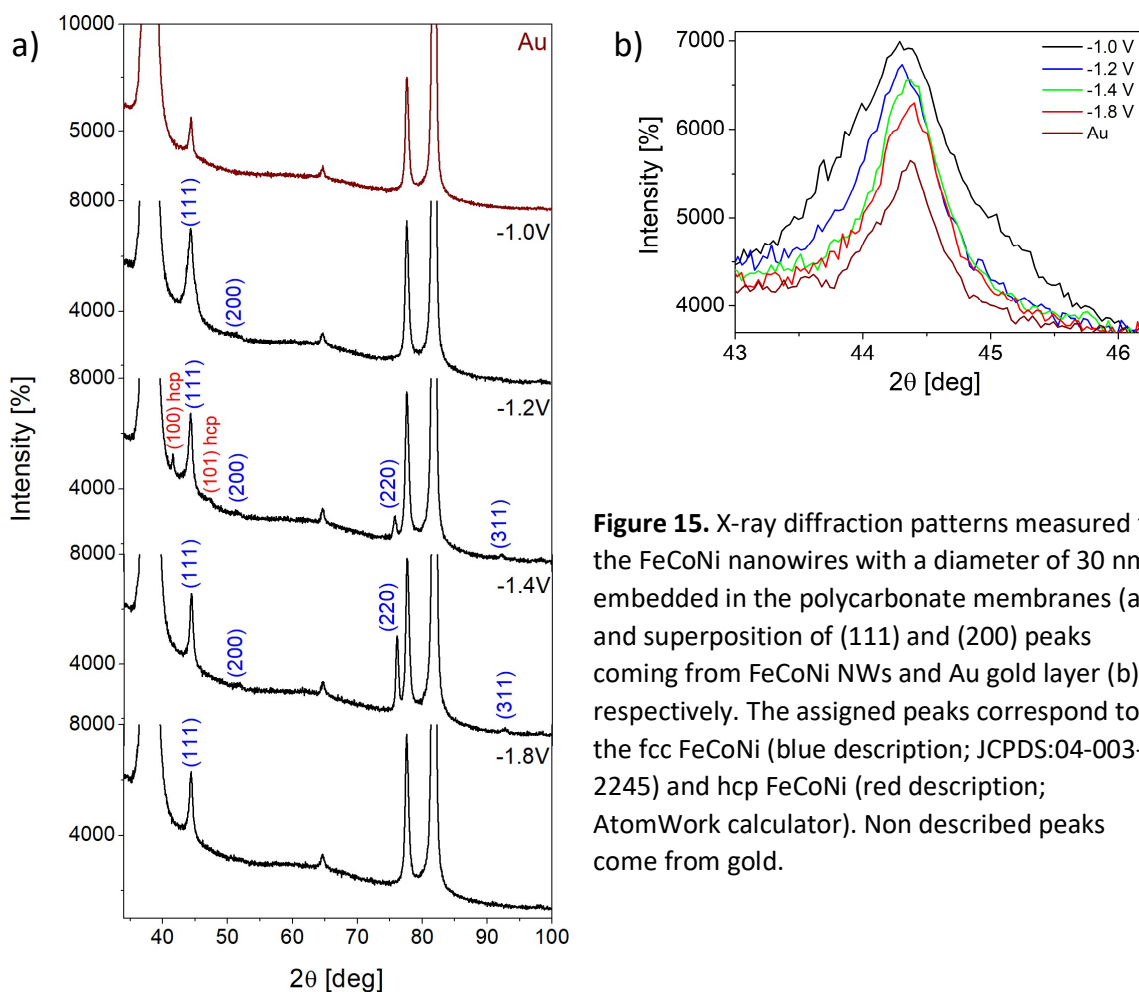 a)
10000
Au
5000
8000
(111)
-1.0V
(200)
4000
8000
(100) hcp
(111)
-1.2V
(101) hcp
(200)
(220)
4000
(311)
8000
(111)
-1.4V
(220)
(200)
4000
(311)
8000
(111)
-1.8V
4000
Intensity [%]
40 50 60 70 80 90 100
2θ [deg]
b)
7000
6000
5000
4000
Intensity [%]
-1.0 V
-1.2 V
-1.4 V
-1.8 V
Au
43 44 45 46
2θ [deg]
Figure 15. X-ray diffraction patterns measured
the FeCoNi nanowires with a diameter of 30 nm
embedded in the polycarbonate membranes (a
and superposition of (111) and (200) peaks
coming from FeCoNi NWs and Au gold layer (b)
respectively. The assigned peaks correspond to
the fcc FeCoNi (blue description; JCPDS:04-003-
2245) and hcp FeCoNi (red description;
AtomWork calculator). Non described peaks
come from gold.